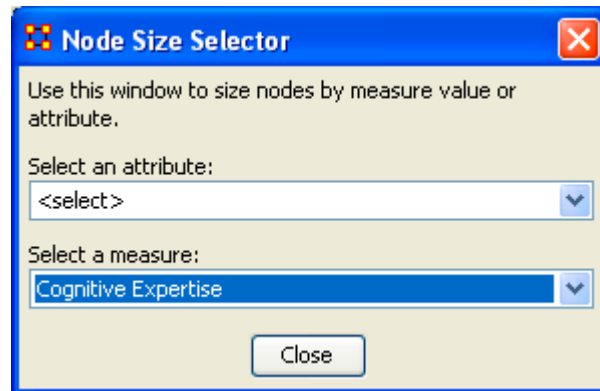 Node Size Selector
Use this window to size nodes by measure value or
attribute.
Select an attribute:
<select>
Select a measure:
Cognitive Expertise
Close